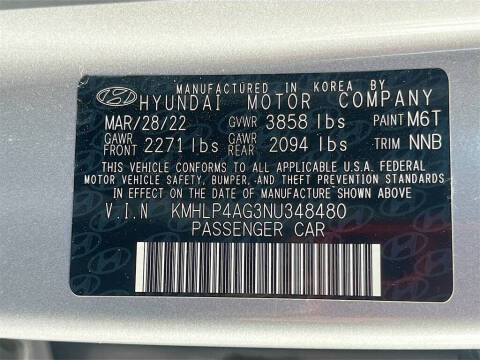 MANUFACTURED IN KOREA BY
HYUNDAI MOTOR COMPANY
MAR/28/22 GVWR 3858 lbs PAINT M6T
GAWR FRONT 2271 lbs GAWR REAR 2094 lbs TRIM NNB
THIS VEHICLE CONFORMS TO ALL APPLICABLE U.S.A. FEDERAL
MOTOR VEHICLE SAFETY, BUMPER, AND THEFT PREVENTION STANDARDS
IN EFFECT ON THE DATE OF MANUFACTURE SHOWN ABOVE.
V.I.N KMHLP4AG3NU348480
PASSENGER CAR